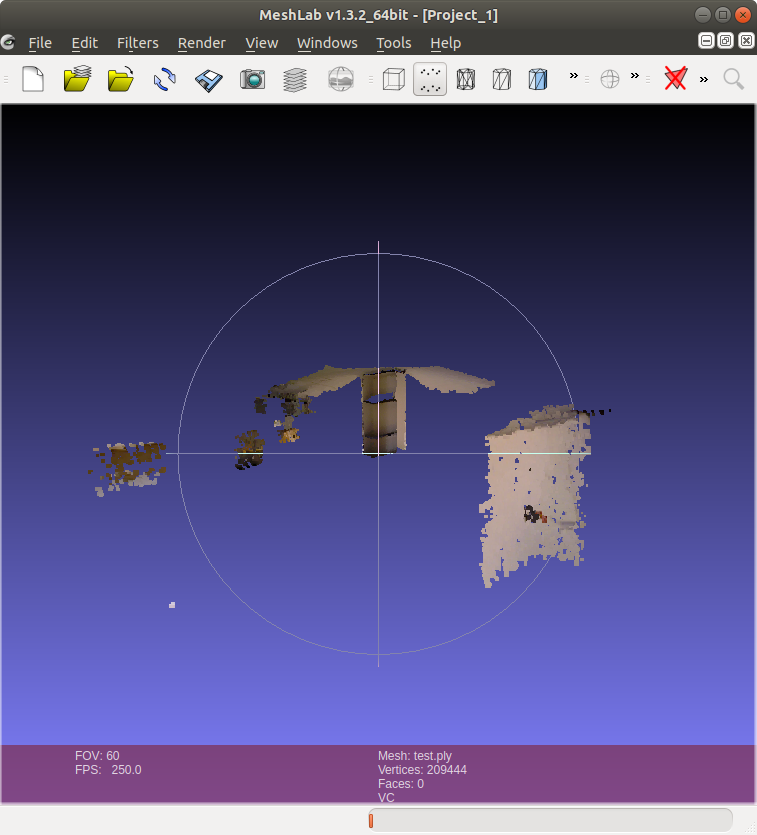 MeshLab v1.3.2_64bit - [Project_1]
File Edit Filters Render View Windows Tools Help
FOV: 60
FPS: 250.0
Mesh: test.ply
Vertices: 209444
Faces: 0
VC